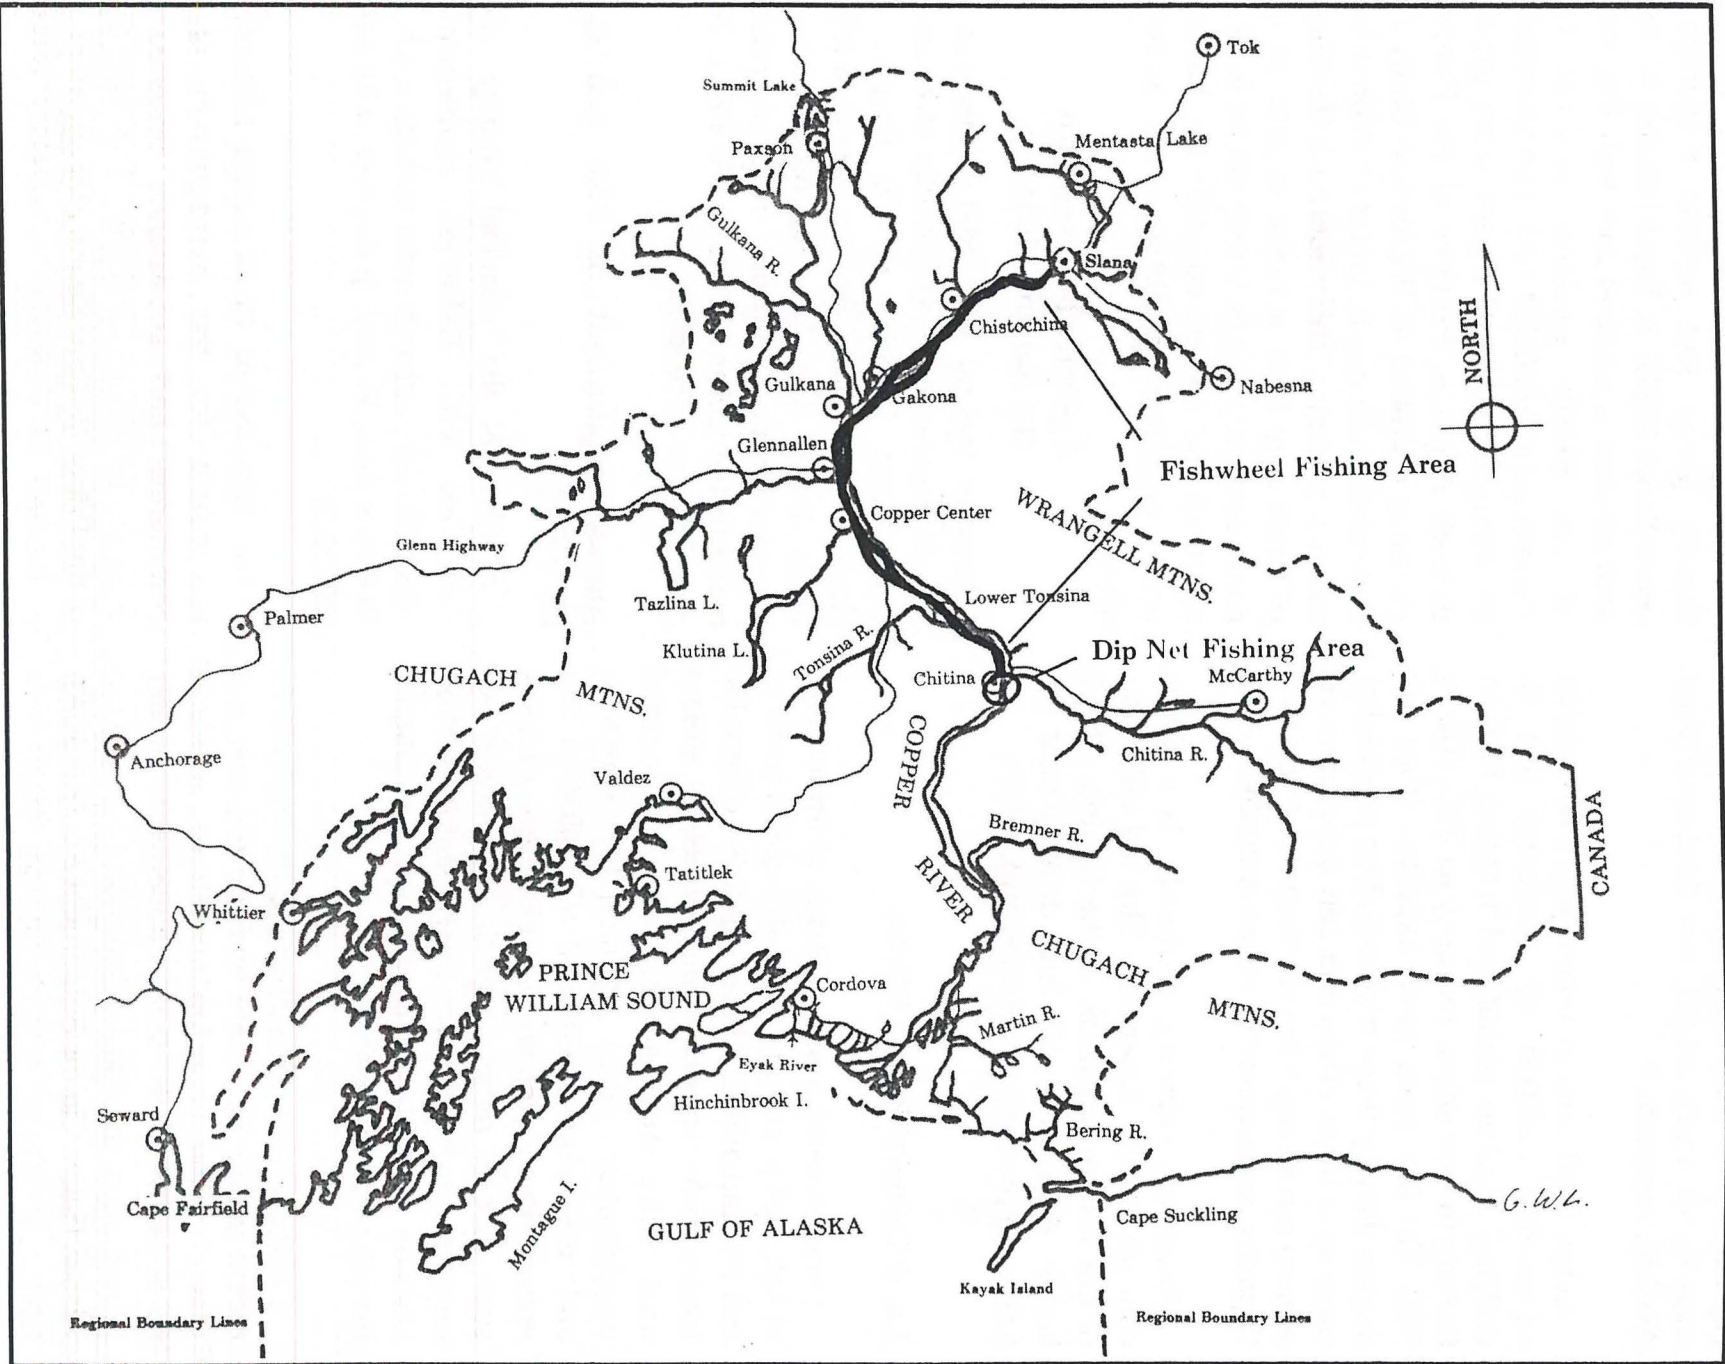 Tok
Summit Lake
Mentasta Lake
Paxson
Gulkana R.
Slana
Chistochina
NORTH
Gulkana
Gakona
Nabesna
Glennallen
Fishwheel Fishing Area
Copper Center
WRANGELL MTNS.
Glenn Highway
Tazlina L.
Lower Tonsina
Palmer
Klutina L.
Tonsina R.
Dip Net Fishing Area
CHUGACH
MTNS.
Chitina
McCarthy
Anchorage
Chitina R.
Valdez
COPPER
RIVER
Bremner R.
CANADA
Tatitlek
Whittier
CHUGACH
MTNS.
PRINCE
WILLIAM SOUND
Cordova
Martin R.
Eyak River
Hinchinbrook I.
Seward
Bering R.
Cape Fairfield
Montague I.
GULF OF ALASKA
Cape Suckling
G.W.L.
Kayak Island
Regional Boundary Lines
Regional Boundary Lines